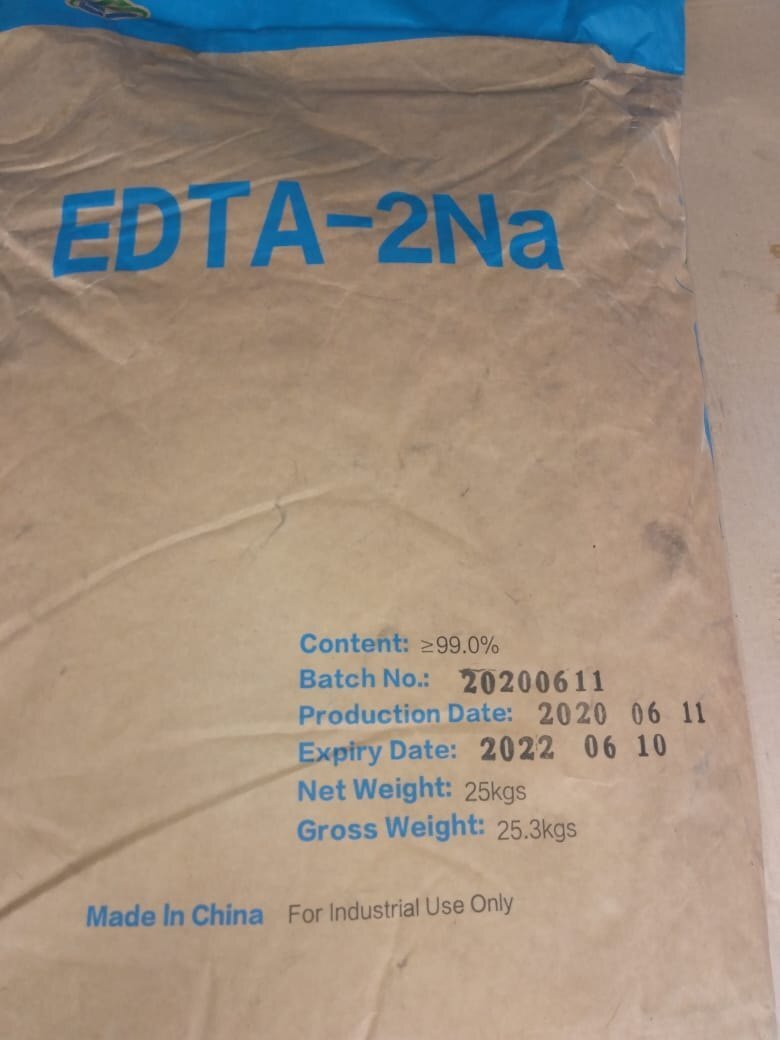 EDTA-2Na
Content: ≥99.0%
Batch No.: 20200611
Production Date: 2020 06 11
Expiry Date: 2022 06 10
Net Weight: 25kgs
Gross Weight: 25.3kgs
Made In China For Industrial Use Only